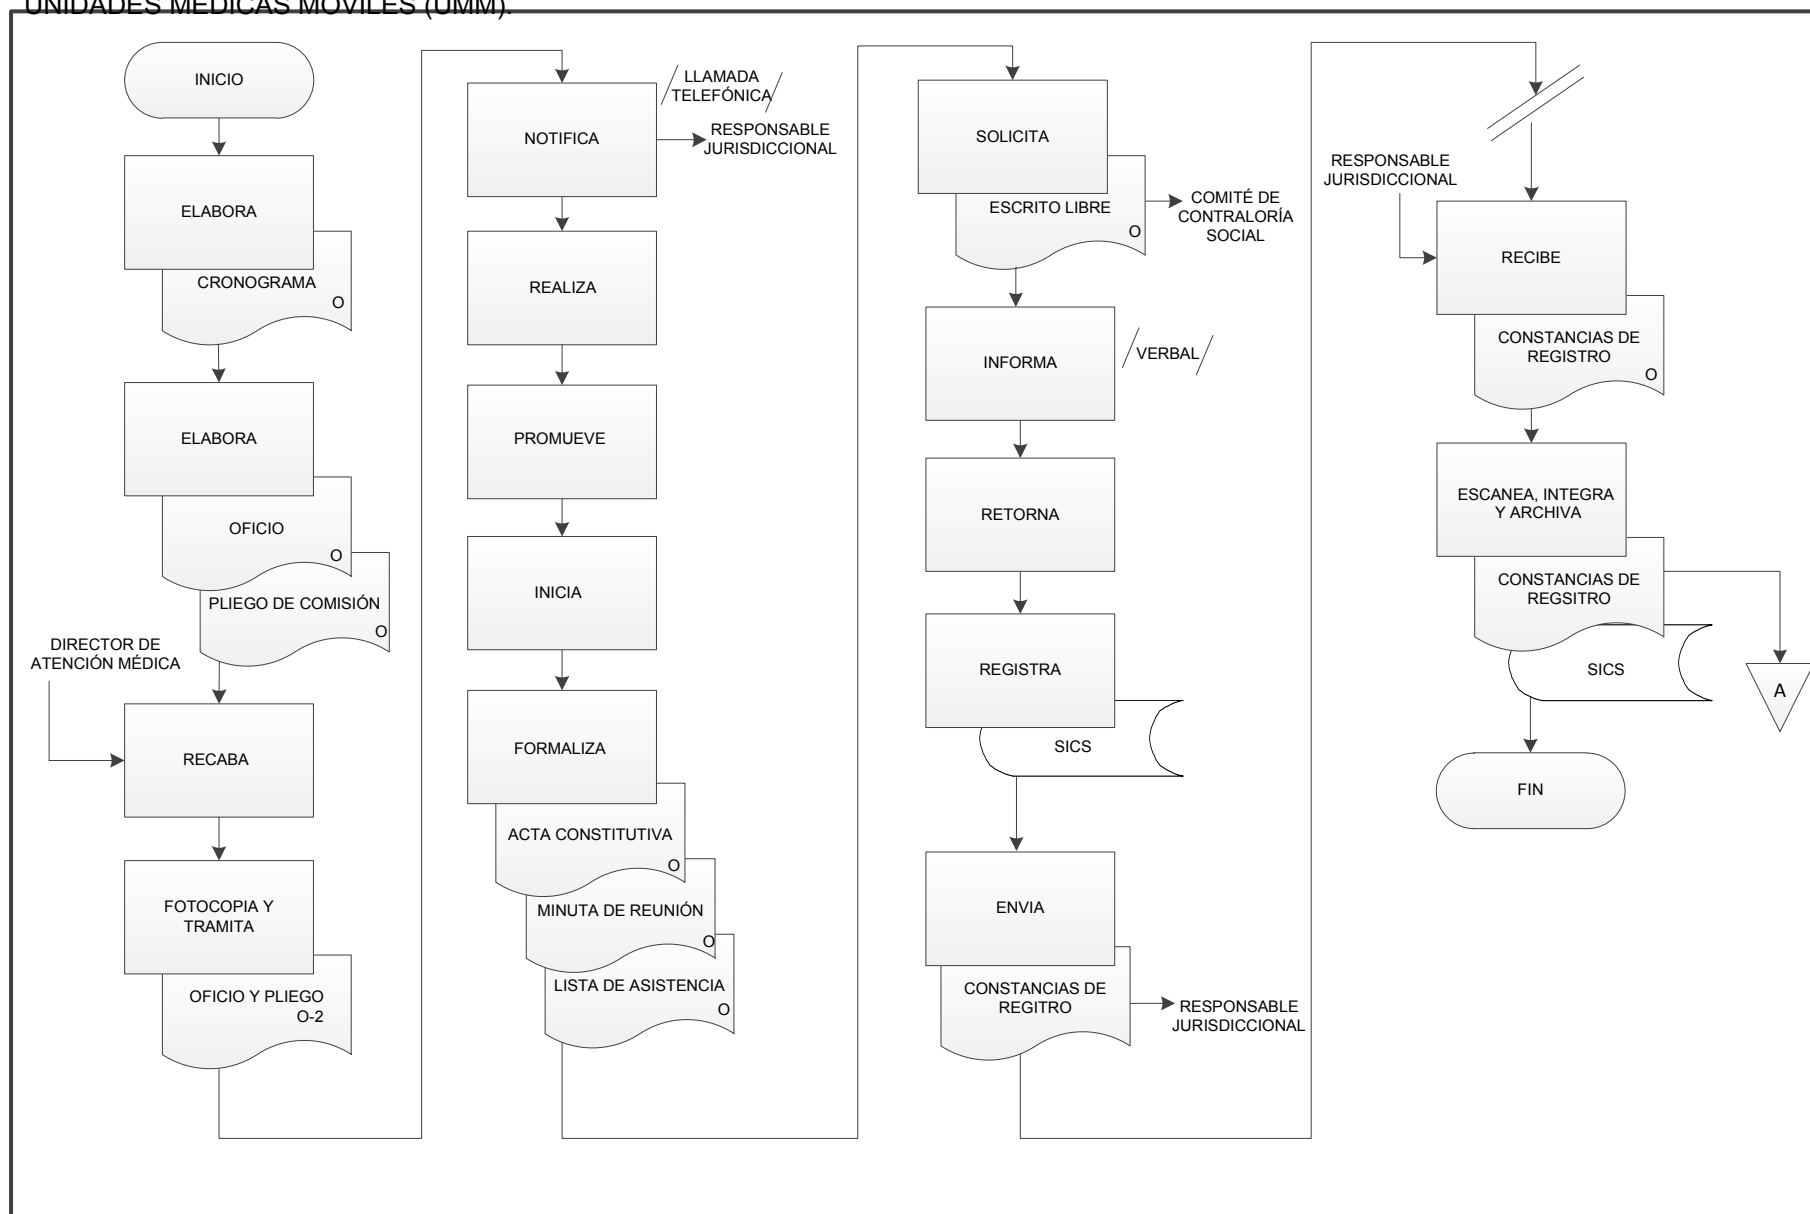 UNIDADES MÉDICAS MÓVILES (UMM).
INICIO
ELABORA
CRONOGRAMA
O
ELABORA
OFICIO
O
PLIEGO DE COMISIÓN
O
DIRECTOR DE
ATENCIÓN MÉDICA
RECABA
FOTOCOPIA Y
TRAMITA
OFICIO Y PLIEGO
O-2
LLAMADA
TELEFÓNICA
NOTIFICA
RESPONSABLE
JURISDICCIONAL
REALIZA
PROMUEVE
INICIA
FORMALIZA
ACTA CONSTITUTIVA
O
MINUTA DE REUNIÓN
O
LISTA DE ASISTENCIA
O
SOLICITA
ESCRITO LIBRE
O
COMITÉ DE
CONTRALORÍA
SOCIAL
INFORMA
VERBAL
RETORNA
REGISTRA
SICS
ENVIA
CONSTANCIAS DE
REGITRO
RESPONSABLE
JURISDICCIONAL
RESPONSABLE
JURISDICCIONAL
RECIBE
CONSTANCIAS DE
REGISTRO
O
ESCANEA, INTEGRA
Y ARCHIVA
CONSTANCIAS DE
REGSITRO
SICS
A
FIN